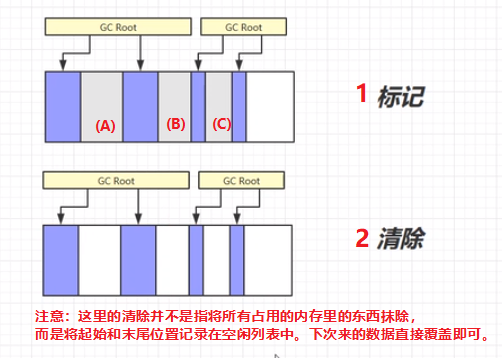 GC Root
GC Root
(A)
(B)
(C)
1 标记
GC Root
GC Root
2 清除
注意：这里的清除并不是指将所有占用的内存里的东西抹除，
而是将起始和末尾位置记录在空闲列表中。下次来的数据直接覆盖即可。